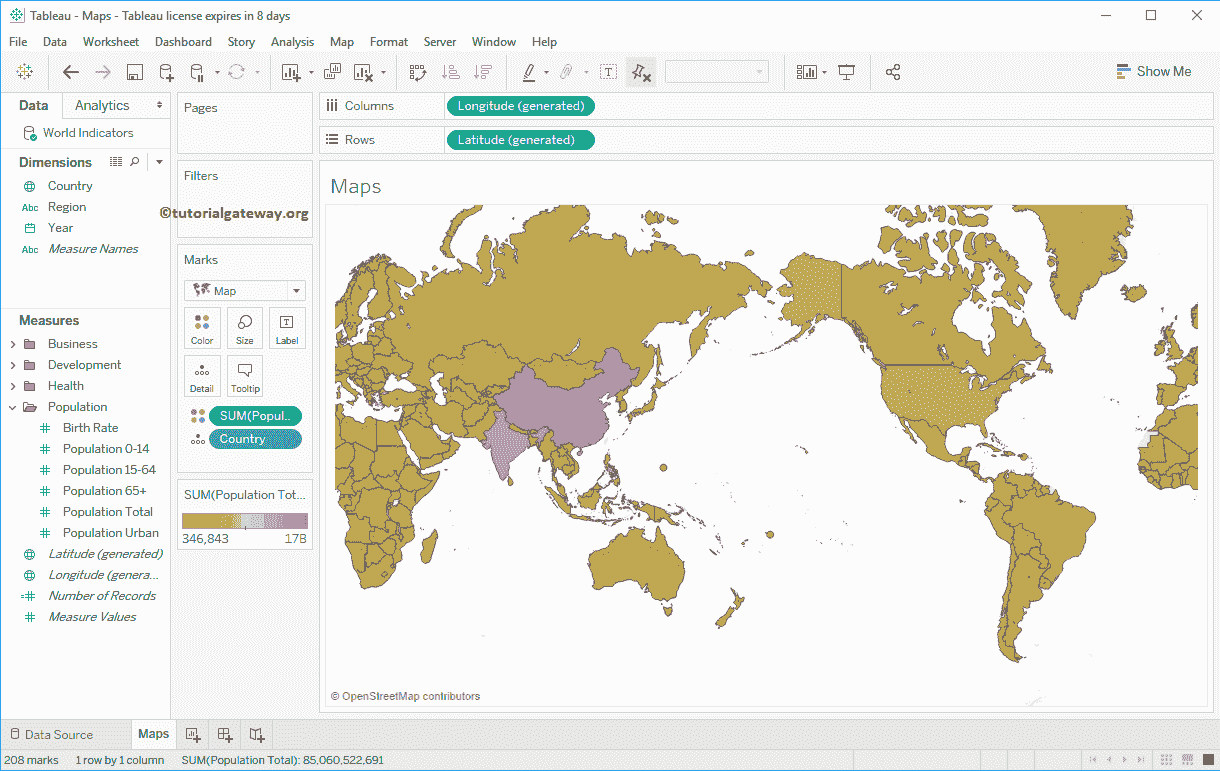 Tableau - Maps - Tableau license expires in 8 days
File Data Worksheet Dashboard Story Analysis Map Format Server Window Help
Show Me
Data Analytics
World Indicators
Dimensions
Country
Abc Region
Year
Abc Measure Names
Measures
Business
Development
Health
Population
Birth Rate
Population 0-14
Population 15-64
Population 65+
Population Total
Population Urban
Latitude (generated)
Longitude (genera...
Number of Records
Measure Values
Pages
Filters
©tutorialgateway.org
Marks
Map
Color Size Label
Detail Tooltip
SUM(Popul..
Country
SUM(Population Tot...
346,843 17B
Columns Longitude (generated)
Rows Latitude (generated)
Maps
© OpenStreetMap contributors
Data Source Maps
208 marks 1 row by 1 column SUM(Population Total): 85,060,522,691